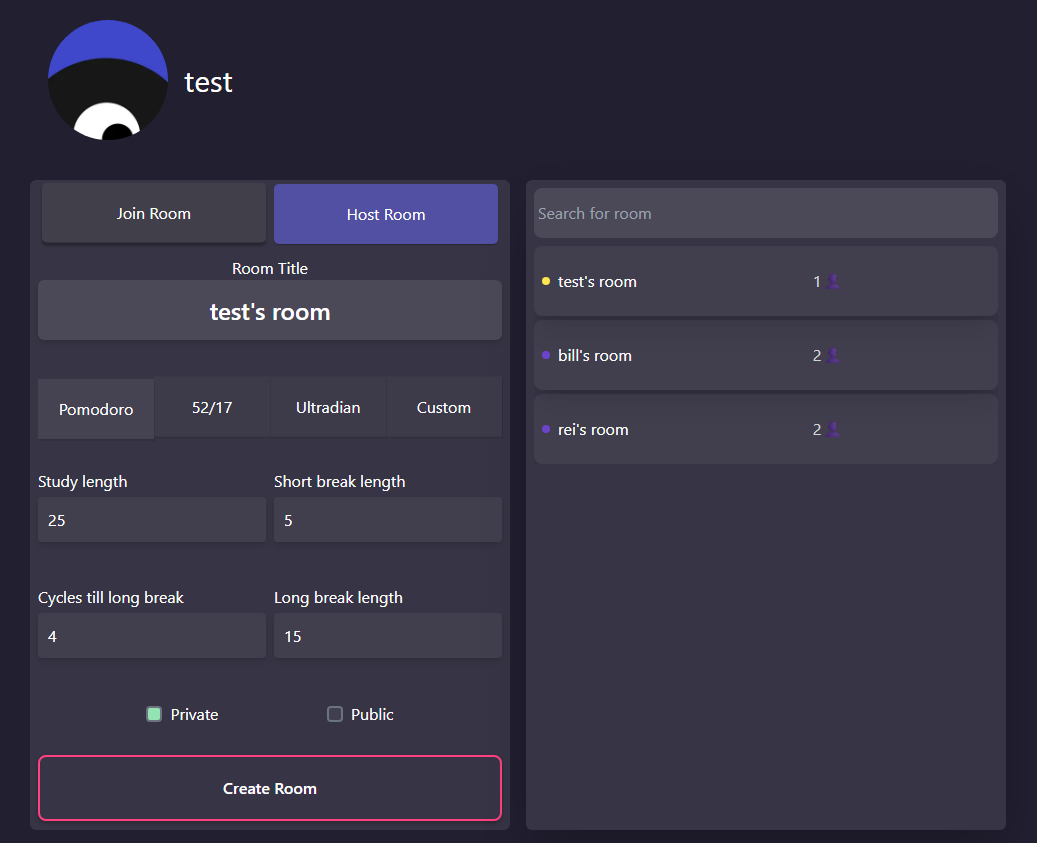 test
Join Room
Host Room
Room Title
test's room
Pomodoro
52/17
Ultradian
Custom
Study length
Short break length
25
5
Cycles till long break
Long break length
4
15
Private
Public
Create Room
Search for room
test's room 1
bill's room 2
rei's room 2